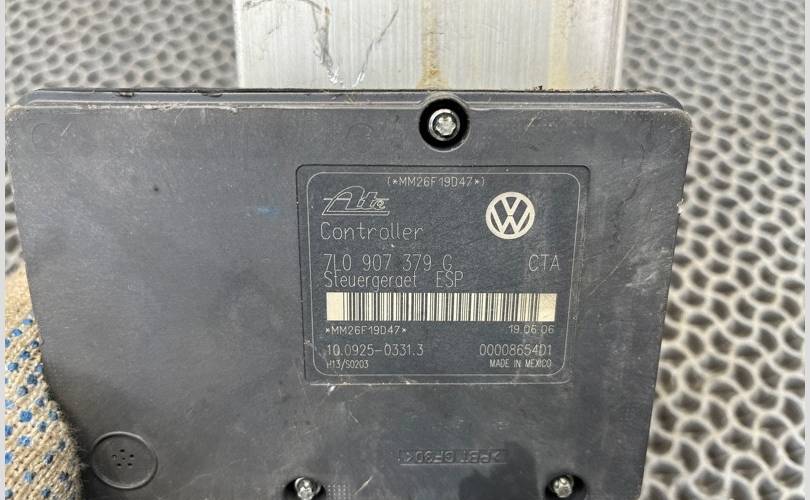 (*MM26F19D47*)
Ate
Controller
7L0 907 379 G CTA
Steuergeraet ESP
*MM26F19D47* 19.06.06
10.0925-0331.3 00008654D1
H13/S0203 MADE IN MEXICO